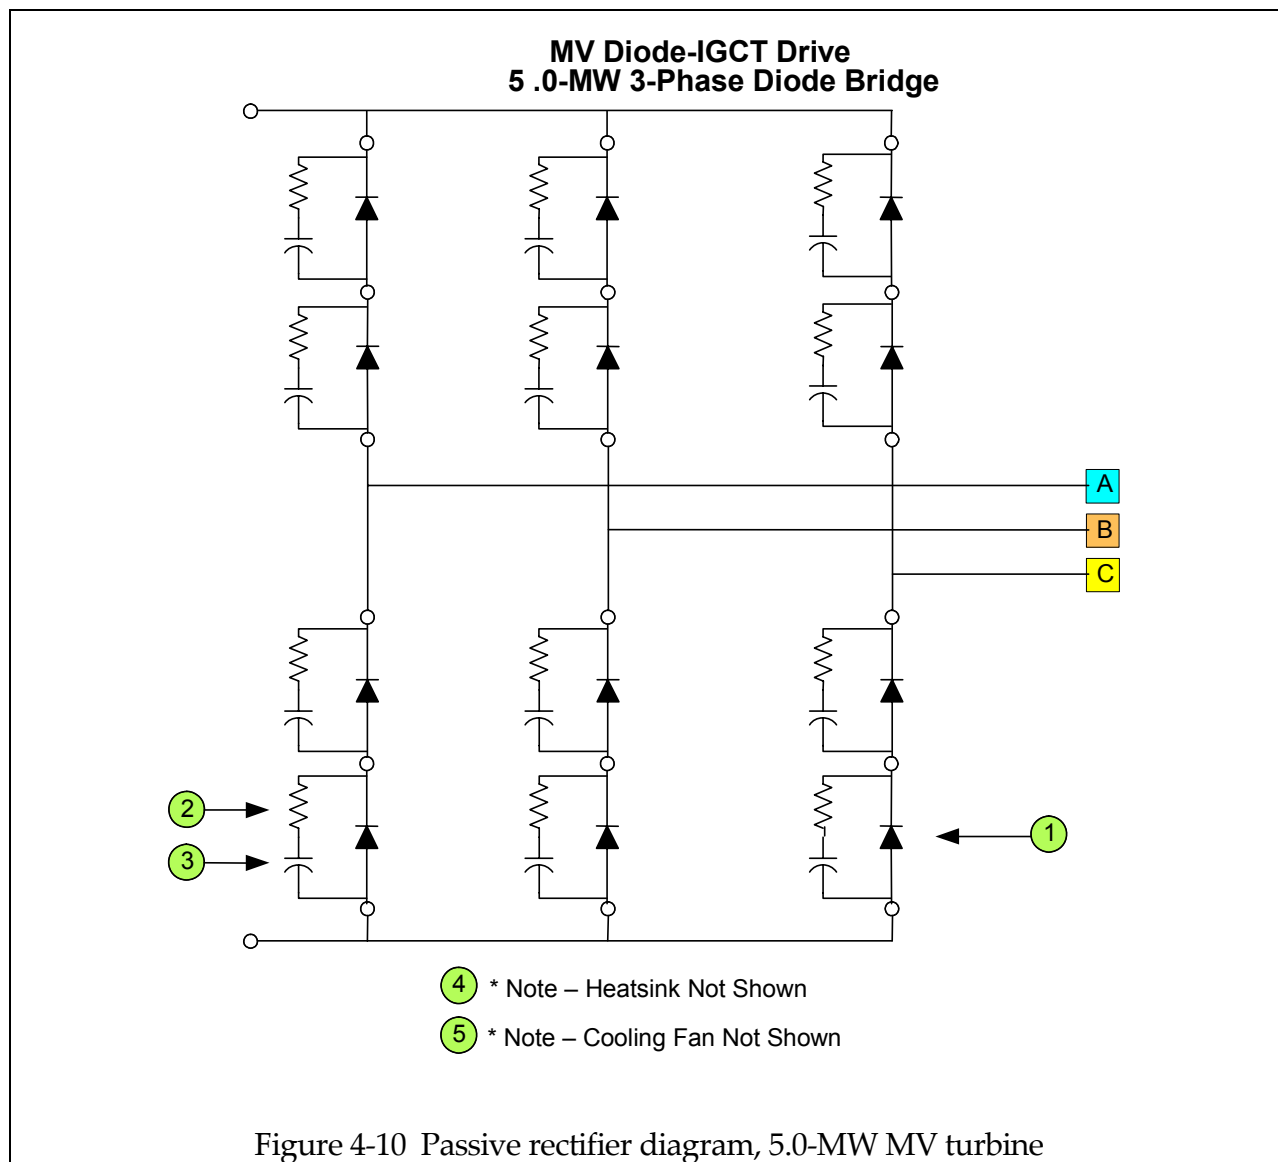 MV Diode-IGCT Drive
5 .0-MW 3-Phase Diode Bridge
A
B
C
2
3
1
4 * Note – Heatsink Not Shown
5 * Note – Cooling Fan Not Shown
Figure 4-10 Passive rectifier diagram, 5.0-MW MV turbine